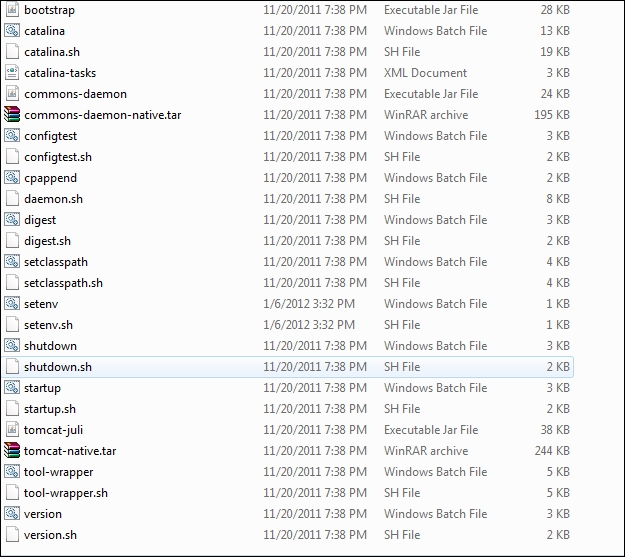 bootstrap 11/20/2011 7:38 PM Executable Jar File 28 KB
catalina 11/20/2011 7:38 PM Windows Batch File 13 KB
catalina.sh 11/20/2011 7:38 PM SH File 19 KB
catalina-tasks 11/20/2011 7:38 PM XML Document 3 KB
commons-daemon 11/20/2011 7:38 PM Executable Jar File 24 KB
commons-daemon-native.tar 11/20/2011 7:38 PM WinRAR archive 195 KB
configtest 11/20/2011 7:38 PM Windows Batch File 3 KB
configtest.sh 11/20/2011 7:38 PM SH File 2 KB
cpappend 11/20/2011 7:38 PM Windows Batch File 2 KB
daemon.sh 11/20/2011 7:38 PM SH File 8 KB
digest 11/20/2011 7:38 PM Windows Batch File 3 KB
digest.sh 11/20/2011 7:38 PM SH File 2 KB
setclasspath 11/20/2011 7:38 PM Windows Batch File 4 KB
setclasspath.sh 11/20/2011 7:38 PM SH File 4 KB
setenv 1/6/2012 3:32 PM Windows Batch File 1 KB
setenv.sh 1/6/2012 3:32 PM SH File 1 KB
shutdown 11/20/2011 7:38 PM Windows Batch File 3 KB
shutdown.sh 11/20/2011 7:38 PM SH File 2 KB
startup 11/20/2011 7:38 PM Windows Batch File 3 KB
startup.sh 11/20/2011 7:38 PM SH File 2 KB
tomcat-juli 11/20/2011 7:38 PM Executable Jar File 38 KB
tomcat-native.tar 11/20/2011 7:38 PM WinRAR archive 244 KB
tool-wrapper 11/20/2011 7:38 PM Windows Batch File 5 KB
tool-wrapper.sh 11/20/2011 7:38 PM SH File 5 KB
version 11/20/2011 7:38 PM Windows Batch File 3 KB
version.sh 11/20/2011 7:38 PM SH File 2 KB